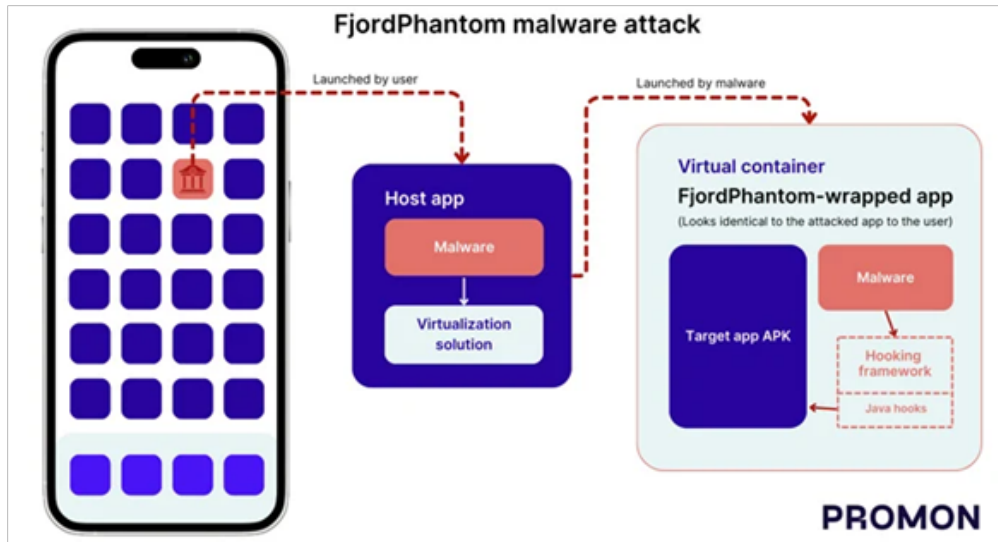 FjordPhantom malware attack
Launched by user
Launched by malware
Host app
Malware
Virtualization
solution
Virtual container
FjordPhantom-wrapped app
(Looks identical to the attacked app to the user)
Target app APK
Malware
Hooking
framework
Java hooks
PROMON